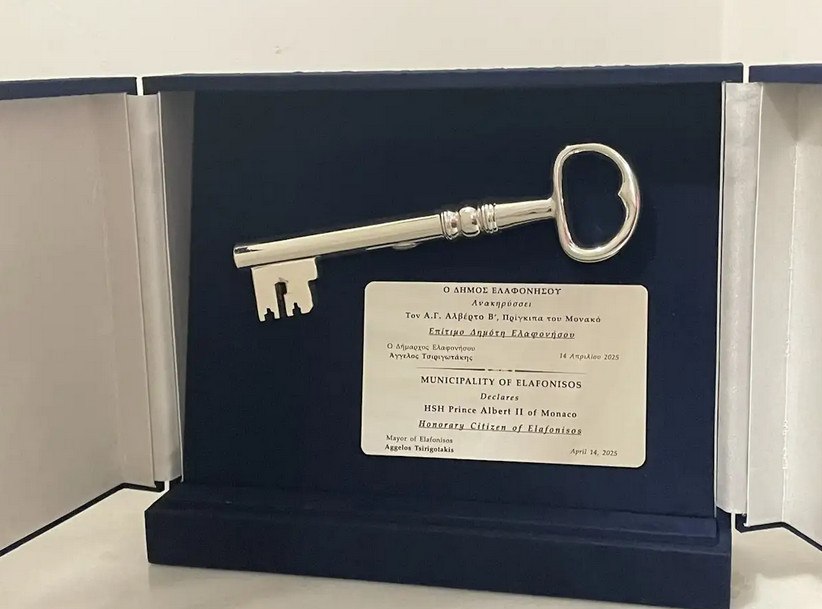 Ο ΔΗΜΟΣ ΕΛΑΦΟΝΗΣΟΥ
Ανακηρύσσει
Τον Α.Γ. Αλβέρτο Β', Πρίγκιπα του Μονακό
Επίτιμο Δημότη Ελαφονήσου
Ο Δήμαρχος Ελαφονήσου
Άγγελος Τσιριγωτάκης
14 Απριλίου 2025
MUNICIPALITY OF ELAFONISOS
Declares
HSH Prince Albert II of Monaco
Honorary Citizen of Elafonisos
Mayor of Elafonisos
Aggelos Tsirigotakis
April 14, 2025